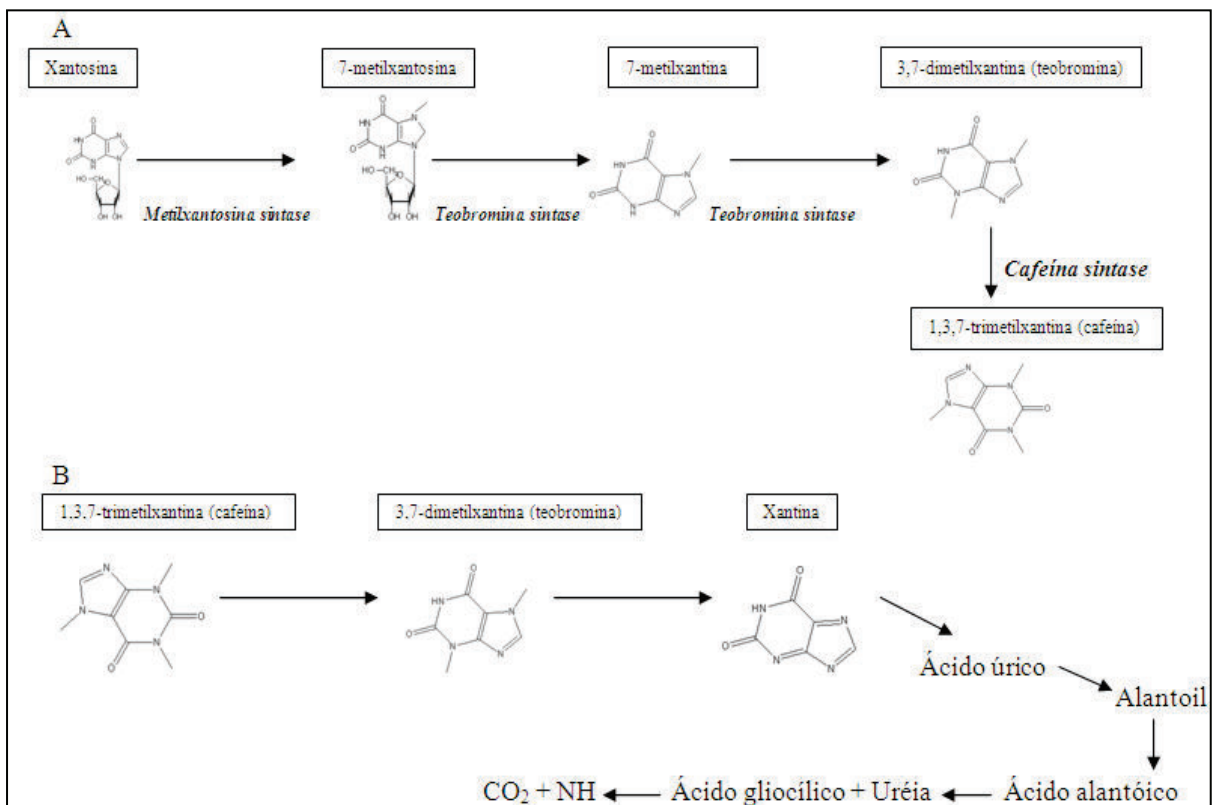 A
Xantosina
7-metilxantosina
7-metilxantina
3,7-dimetilxantina (teobromina)
Metilxantosina sintase
Teobromina sintase
Teobromina sintase
Cafeína sintase
1,3,7-trimetilxantina (cafeína)
B
1,3,7-trimetilxantina (cafeína)
3,7-dimetilxantina (teobromina)
Xantina
Ácido úrico
Alantoil
CO₂ + NH
Ácido gliocílico + Uréia
Ácido alantóico